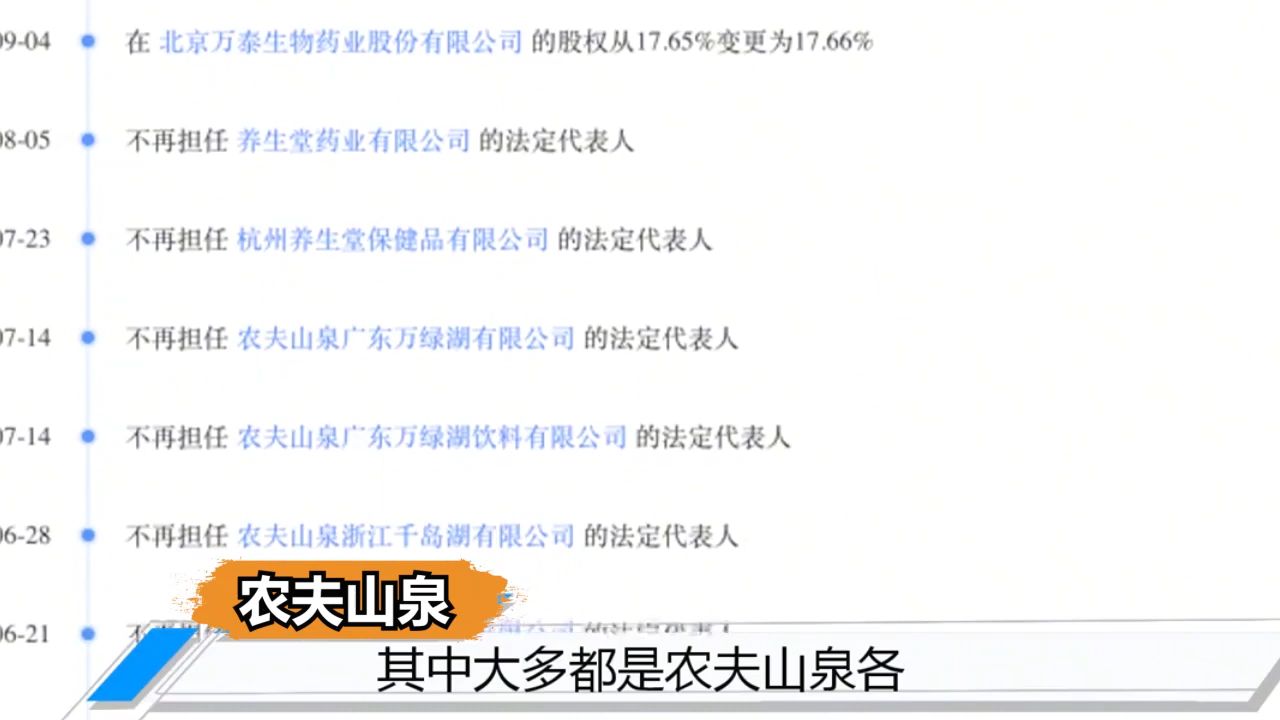 09-04 在 北京万泰生物药业股份有限公司 的股权从17.65%变更为17.66%
08-05 不再担任 养生堂药业有限公司 的法定代表人
07-23 不再担任 杭州养生堂保健品有限公司 的法定代表人
07-14 不再担任 农夫山泉广东万绿湖有限公司 的法定代表人
07-14 不再担任 农夫山泉广东万绿湖饮料有限公司 的法定代表人
06-28 不再担任 农夫山泉浙江千岛湖有限公司 的法定代表人
农夫山泉
06-21
其中大多都是农夫山泉各